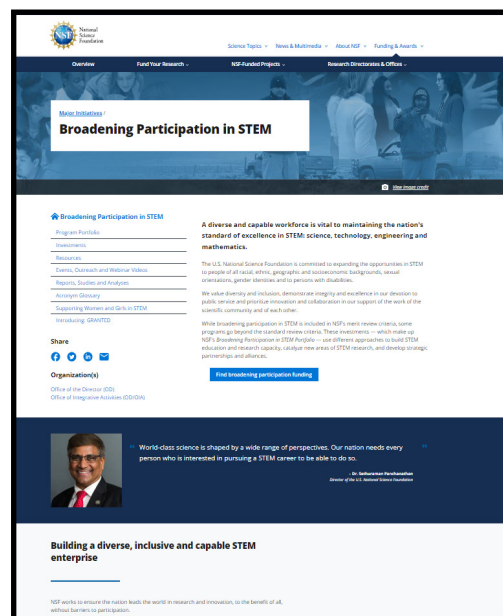 National
Science
Foundation
Science Topics News & Multimedia About NSF Funding & Awards
Overview Fund Your Research NSF-Funded Projects Research Directorates & Offices
NSF
Major Initiatives /
Broadening Participation in STEM
View image credit
Broadening Participation in STEM
Program Portfolio
Investments
Resources
Events, Outreach and Webinar Videos
Reports, Studies and Analyses
Acronym Glossary
Supporting Women and Girls in STEM
Introducing: GRANTED
Share
Organization(s)
Office of the Director (OD)
Office of Integrative Activities (OD/OIA)
A diverse and capable workforce is vital to maintaining the nation's
standard of excellence in STEM: science, technology, engineering and
mathematics.
The U.S. National Science Foundation is committed to expanding the opportunities in STEM
to people of all racial, ethnic, geographic and socioeconomic backgrounds, sexual
orientations, gender identities and to persons with disabilities.
We value diversity and inclusion, demonstrate integrity and excellence in our devotion to
public service and prioritize innovation and collaboration in our support of the work of the
scientific community and of each other.
While broadening participation in STEM is included in NSF's merit review criteria, some
programs go beyond the standard review criteria. These investments — which make up
NSF's Broadening Participation in STEM Portfolio — use different approaches to build STEM
education and research capacity, catalyze new areas of STEM research, and develop strategic
partnerships and alliances.
Find broadening participation funding
" World-class science is shaped by a wide range of perspectives. Our nation needs every "
person who is interested in pursuing a STEM career to be able to do so.
- Dr. Sethuraman Panchanathan
Director of the U.S. National Science Foundation
Building a diverse, inclusive and capable STEM
enterprise
NSF works to ensure the nation leads the world in research and innovation, to the benefit of all,
without barriers to participation.